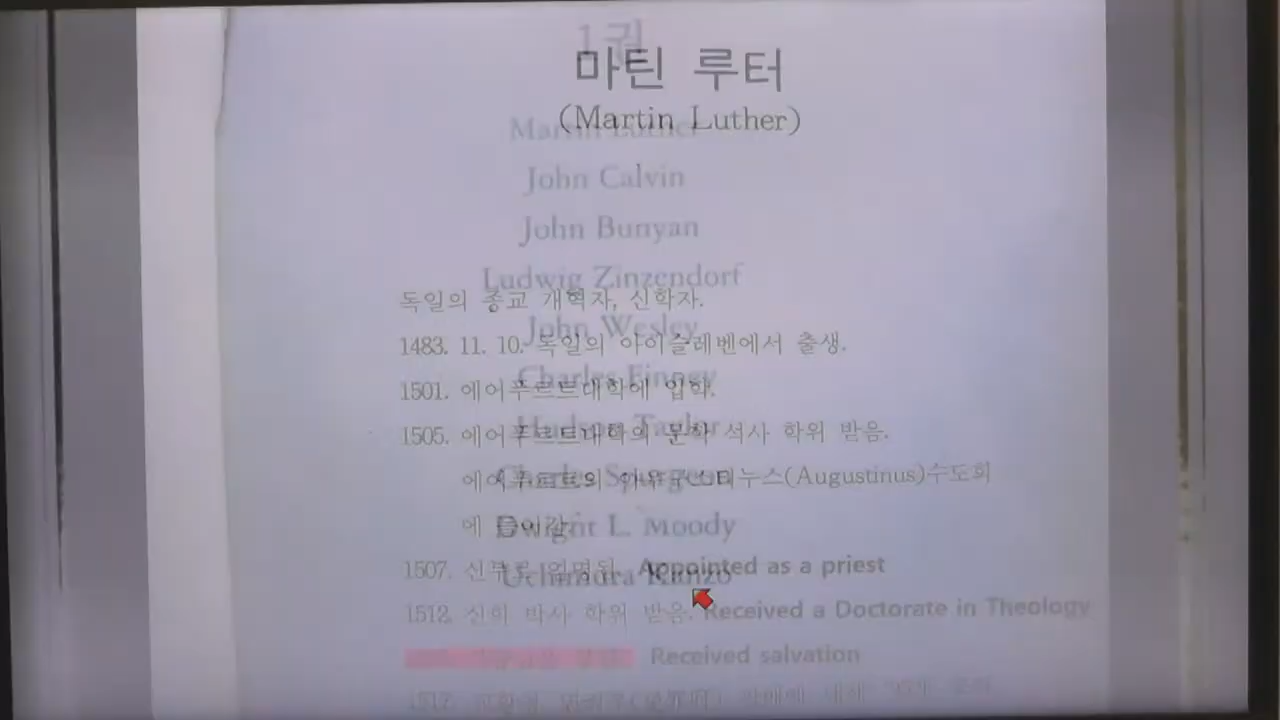 1권
마틴 루터
(Martin Luther)
Martin Luther
John Calvin
John Bunyan
Ludwig Zinzendorf
독일의 종교 개혁자, 신학자.
John Wesley
1483. 11. 10. 독일의 아이슬레벤에서 출생.
Charles Finney
1501. 에어푸르트대학에 입학.
Hudson Taylor
1505. 에어푸르트대학의 문학 석사 학위 받음.
에어푸르트의 아우구스티누스(Augustinus)수도회
Charles Spurgeon
에 들어감.
Dwight L. Moody
1507. 신부로 임명됨. Appointed as a priest
Uchimura Kanzo
1512. 신학 박사 학위 받음. Received a Doctorate in Theology
Received salvation
1517.